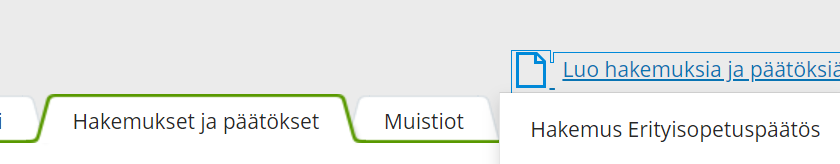 Luo hakemuksia ja päätöksiä
i
Hakemukset ja päätökset
Muistiot
Hakemus Erityisopetuspäätös